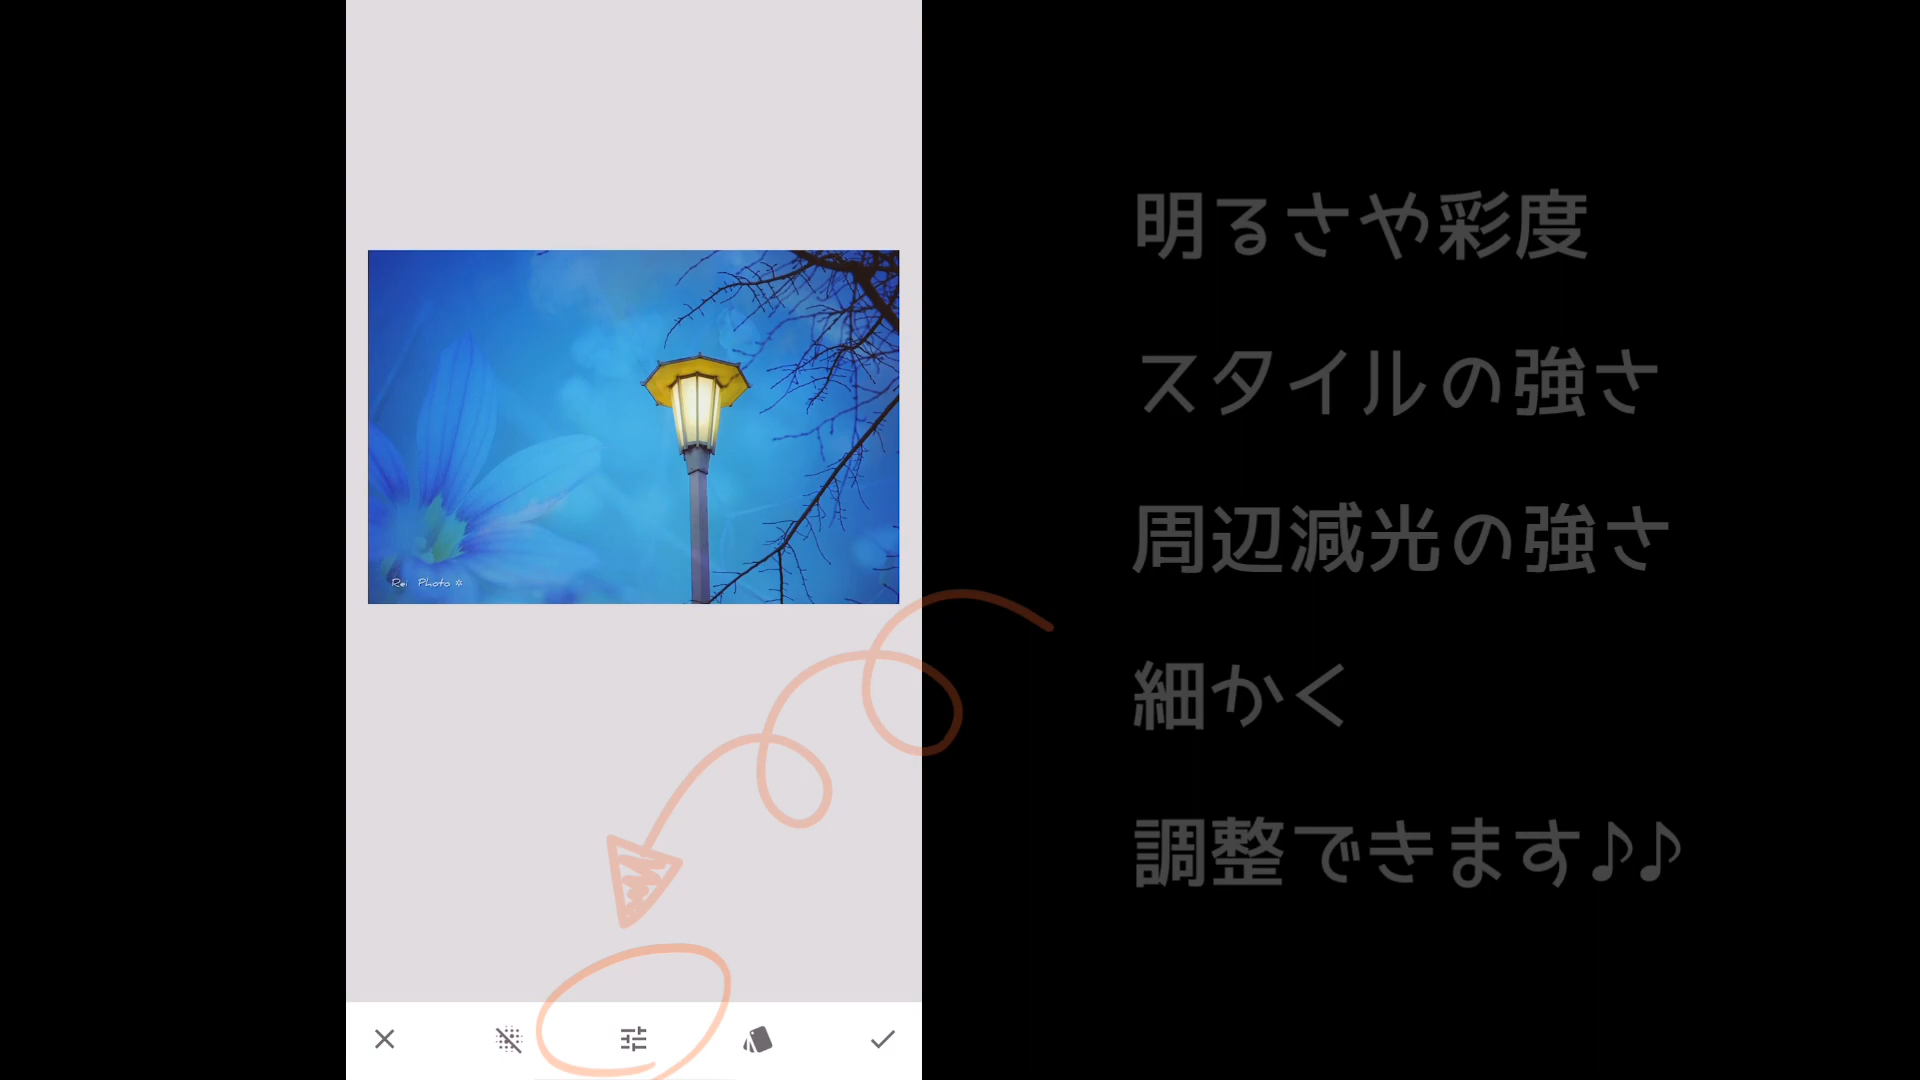 明るさや彩度
スタイルの強さ
周辺減光の強さ
細かく
調整できます♪♪
Rei Photo ✲